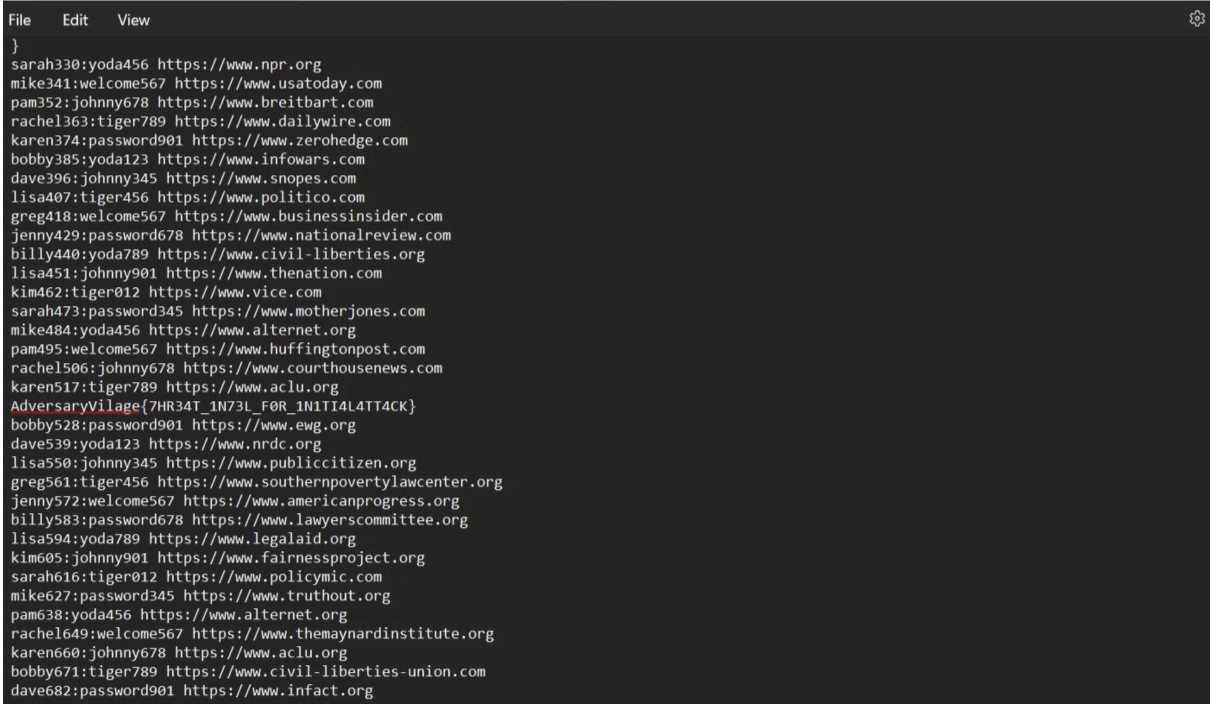 File Edit View
}
sarah330:yoda456 https://www.npr.org
mike341:welcome567 https://www.usatoday.com
pam352:johnny678 https://www.breitbart.com
rachel363:tiger789 https://www.dailywire.com
karen374:password901 https://www.zerohedge.com
bobby385:yoda123 https://www.infowars.com
dave396:johnny345 https://www.snopes.com
lisa407:tiger456 https://www.politico.com
greg418:welcome567 https://www.businessinsider.com
jenny429:password678 https://www.nationalreview.com
billy440:yoda789 https://www.civil-liberties.org
lisa451:johnny901 https://www.thenation.com
kim462:tiger012 https://www.vice.com
sarah473:password345 https://www.motherjones.com
mike484:yoda456 https://www.alternet.org
pam495:welcome567 https://www.huffingtonpost.com
rachel506:johnny678 https://www.courthousenews.com
karen517:tiger789 https://www.aclu.org
AdversaryVilage{7HR34T_1N73L_F0R_1N1TI4L4TT4CK}
bobby528:password901 https://www.ewg.org
dave539:yoda123 https://www.nrdc.org
lisa550:johnny345 https://www.publiccitizen.org
greg561:tiger456 https://www.southernpovertylawcenter.org
jenny572:welcome567 https://www.americanprogress.org
billy583:password678 https://www.lawyerscommittee.org
lisa594:yoda789 https://www.legalaid.org
kim605:johnny901 https://www.fairnessproject.org
sarah616:tiger012 https://www.policymic.com
mike627:password345 https://www.truthout.org
pam638:yoda456 https://www.alternet.org
rachel649:welcome567 https://www.themaynardinstitute.org
karen660:johnny678 https://www.aclu.org
bobby671:tiger789 https://www.civil-liberties-union.com
dave682:password901 https://www.infact.org